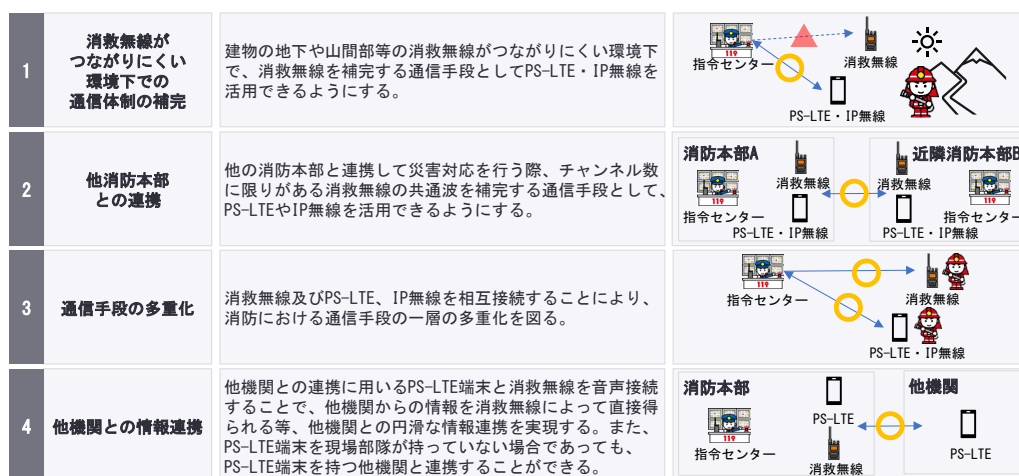 1
消救無線が
つながりにくい
環境下での
通信体制の補完
建物の地下や山間部等の消救無線がつながりにくい環境下
で、消救無線を補完する通信手段としてPS-LTE・IP無線を
活用できるようにする。
119
指令センター
消救無線
PS-LTE・IP無線
2
他消防本部
との連携
他の消防本部と連携して災害対応を行う際、チャンネル数
に限りがある消救無線の共通波を補完する通信手段として、
PS-LTEやIP無線を活用できるようにする。
消防本部A
消救無線
119
指令センター
PS-LTE・IP無線
近隣消防本部B
消救無線
119
指令センター
PS-LTE・IP無線
3
通信手段の多重化
消救無線及びPS-LTE、IP無線を相互接続することにより、
消防における通信手段の一層の多重化を図る。
119
指令センター
消救無線
PS-LTE・IP無線
4
他機関との情報連携
他機関との連携に用いるPS-LTE端末と消救無線を音声接続
することで、他機関からの情報を消救無線によって直接得
られる等、他機関との円滑な情報連携を実現する。また、
PS-LTE端末を現場部隊が持っていない場合であっても、
PS-LTE端末を持つ他機関と連携することができる。
消防本部
PS-LTE
119
指令センター
消救無線
他機関
PS-LTE